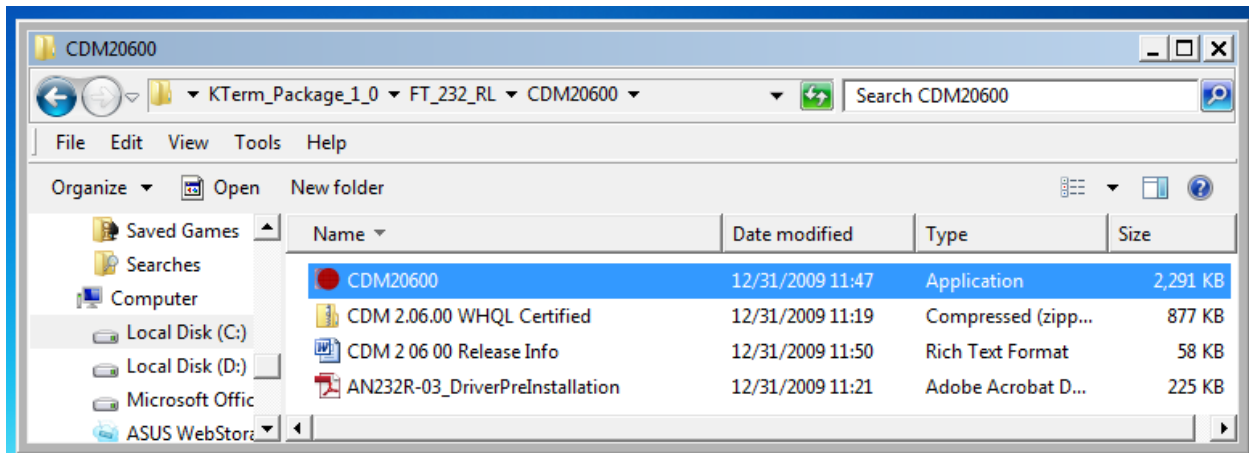 CDM20600
KTerm_Package_1_0 FT_232_RL CDM20600 Search CDM20600
File Edit View Tools Help
Organize Open New folder
Saved Games Name Date modified Type Size
Searches CDM20600 12/31/2009 11:47 Application 2,291 KB
Computer CDM 2.06.00 WHQL Certified 12/31/2009 11:19 Compressed (zipp... 877 KB
Local Disk (C:) CDM 2 06 00 Release Info 12/31/2009 11:50 Rich Text Format 58 KB
Local Disk (D:) AN232R-03_DriverPreInstallation 12/31/2009 11:21 Adobe Acrobat D... 225 KB
Microsoft Offic
ASUS WebStora